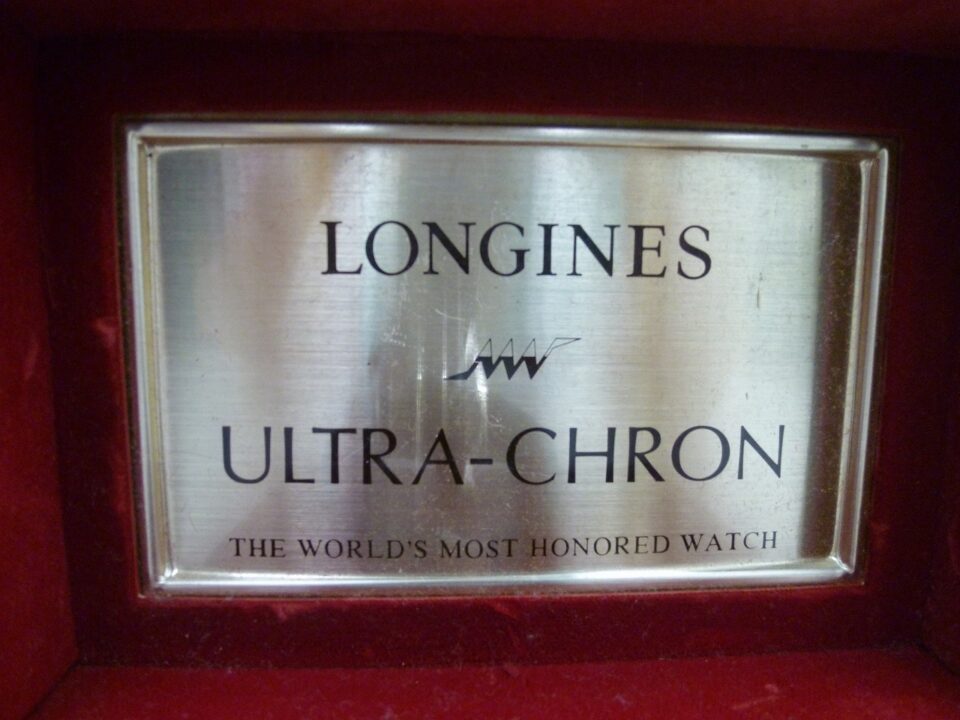 LONGINES
ULTRA-CHRON
THE WORLD'S MOST HONORED WATCH